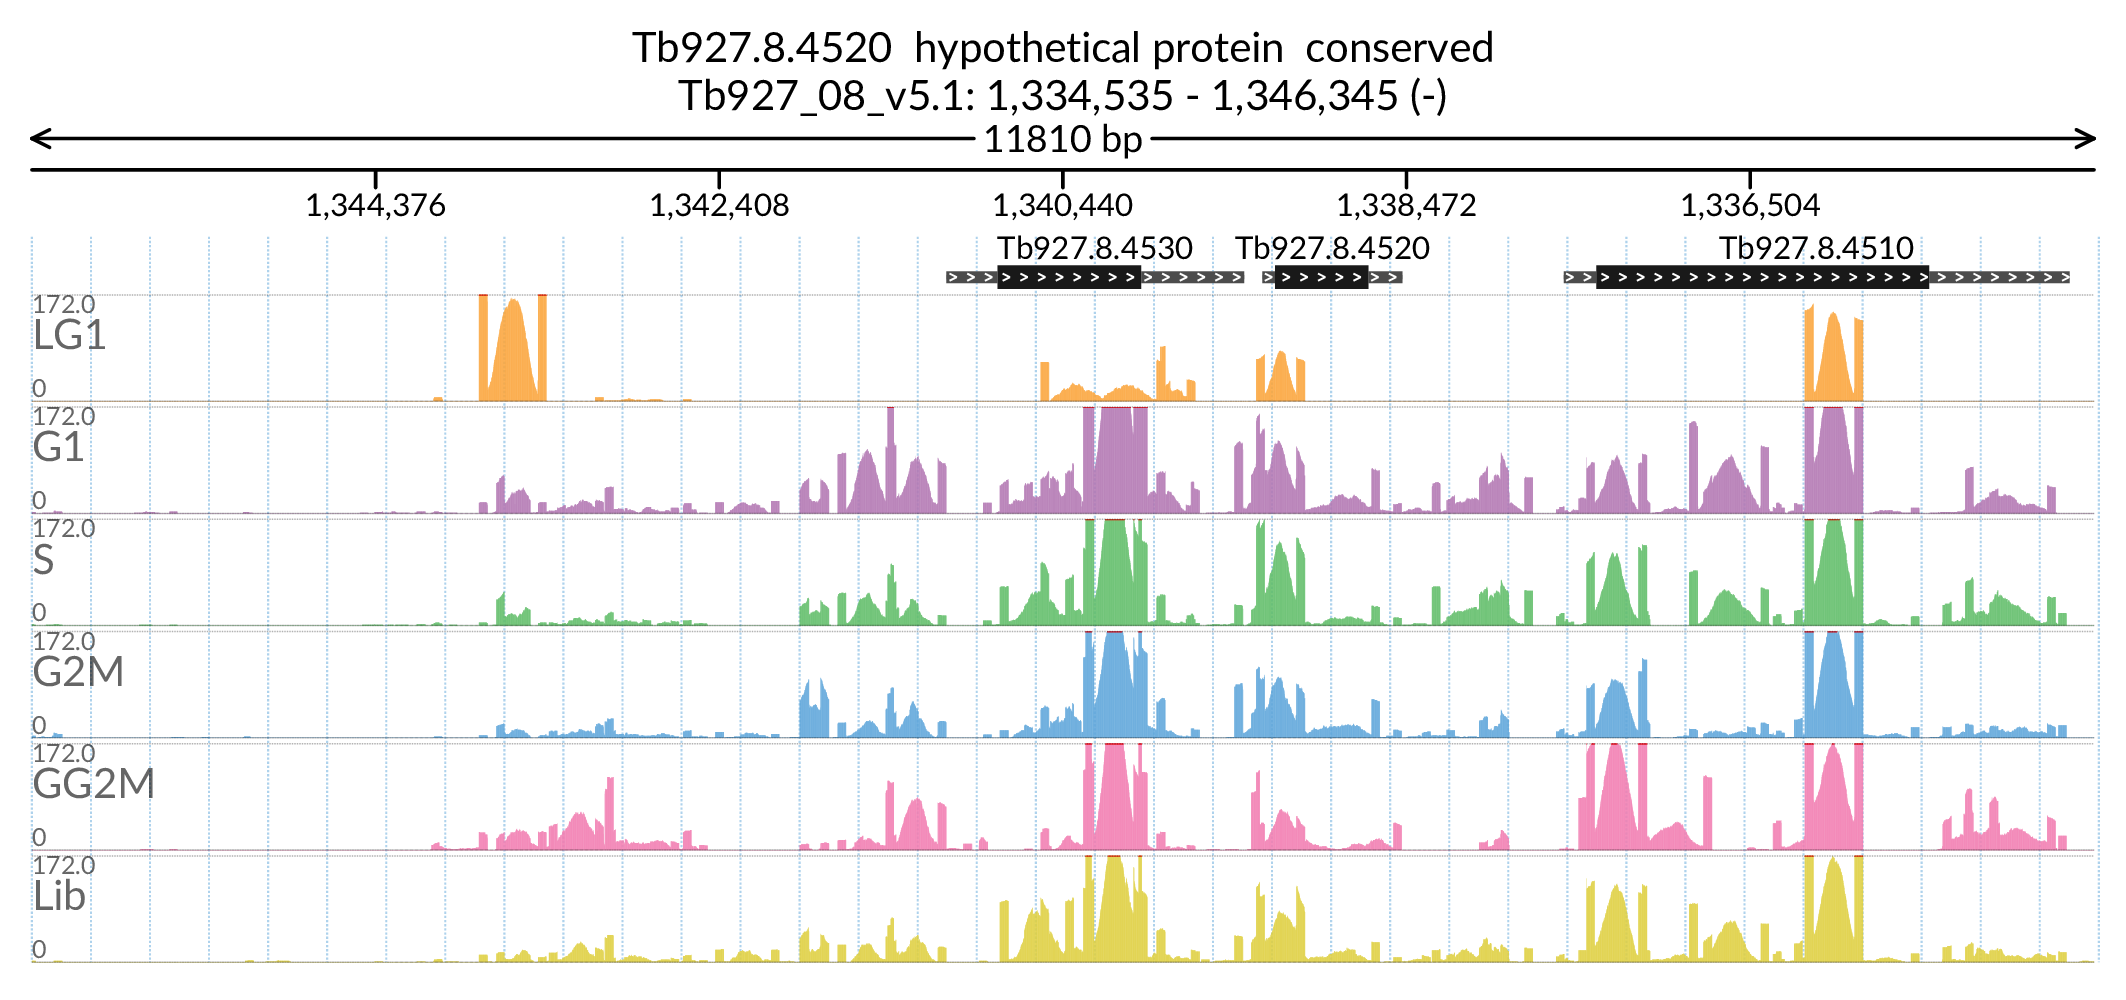 Tb927.8.4520  hypothetical protein  conserved
Tb927_08_v5.1: 1,334,535 - 1,346,345 (-)
11810 bp
1,344,376 1,342,408 1,340,440 1,338,472 1,336,504
Tb927.8.4530 Tb927.8.4520 Tb927.8.4510
172.0
LG1
0
172.0
G1
0
172.0
S
0
172.0
G2M
0
172.0
GG2M
0
172.0
Lib
0